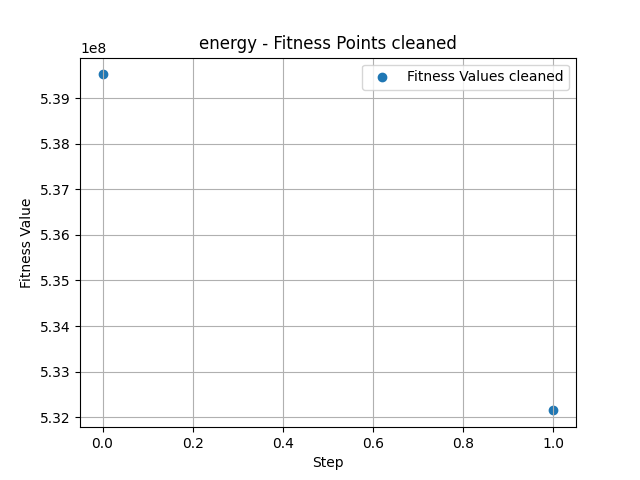 energy - Fitness Points cleaned
1e8
Fitness Values cleaned
5.39
5.38
5.37
5.36
5.35
5.34
5.33
5.32
Fitness Value
0.0 0.2 0.4 0.6 0.8 1.0
Step